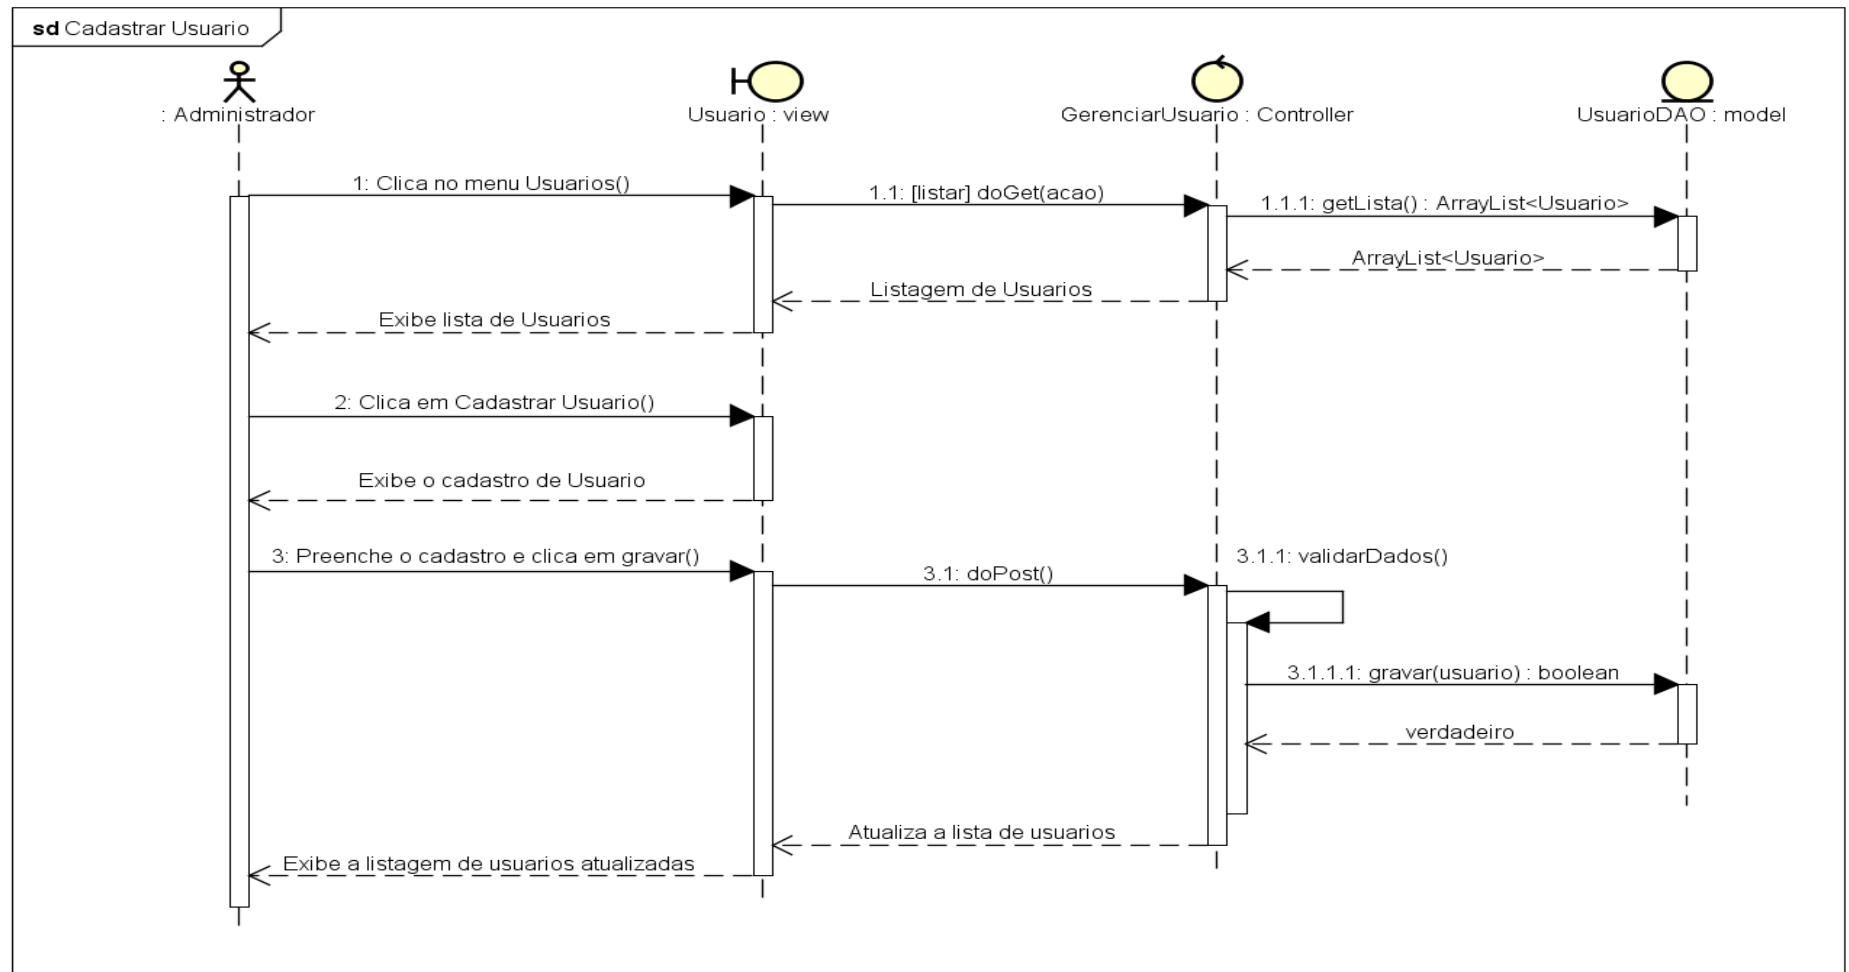 sd Cadastrar Usuario
: Administrador
Usuario : view
GerenciarUsuario : Controller
UsuarioDAO : model
1: Clica no menu Usuarios()
1.1: [listar] doGet(acao)
1.1.1: getLista() : ArrayList<Usuario>
ArrayList<Usuario>
Listagem de Usuarios
Exibe lista de Usuarios
2: Clica em Cadastrar Usuario()
Exibe o cadastro de Usuario
3: Preenche o cadastro e clica em gravar()
3.1: doPost()
3.1.1: validarDados()
3.1.1.1: gravar(usuario) : boolean
verdadeiro
Atualiza a lista de usuarios
Exibe a listagem de usuarios atualizadas